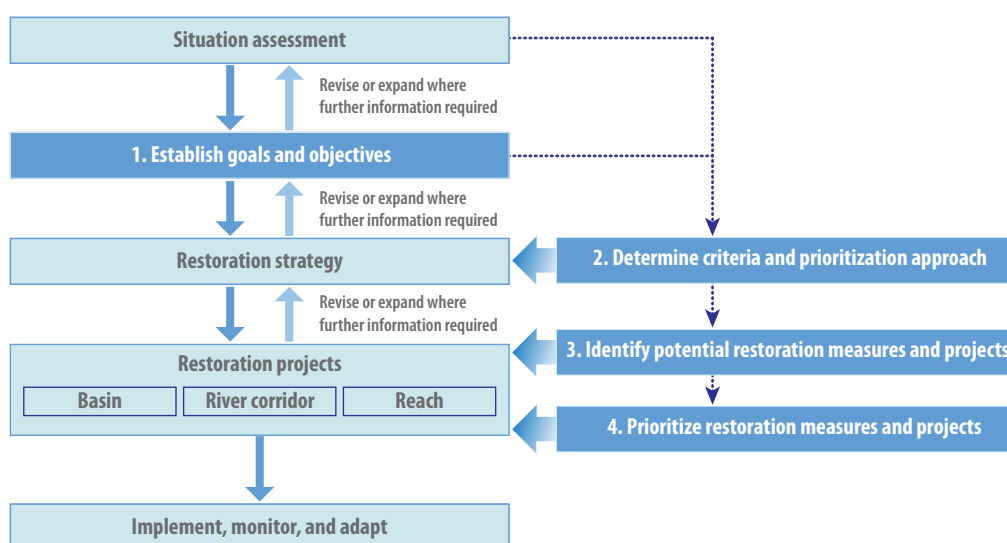 Situation assessment
Revise or expand where
further information required
1. Establish goals and objectives
Revise or expand where
further information required
Restoration strategy
2. Determine criteria and prioritization approach
Revise or expand where
further information required
Restoration projects
3. Identify potential restoration measures and projects
Basin
River corridor
Reach
4. Prioritize restoration measures and projects
Implement, monitor, and adapt